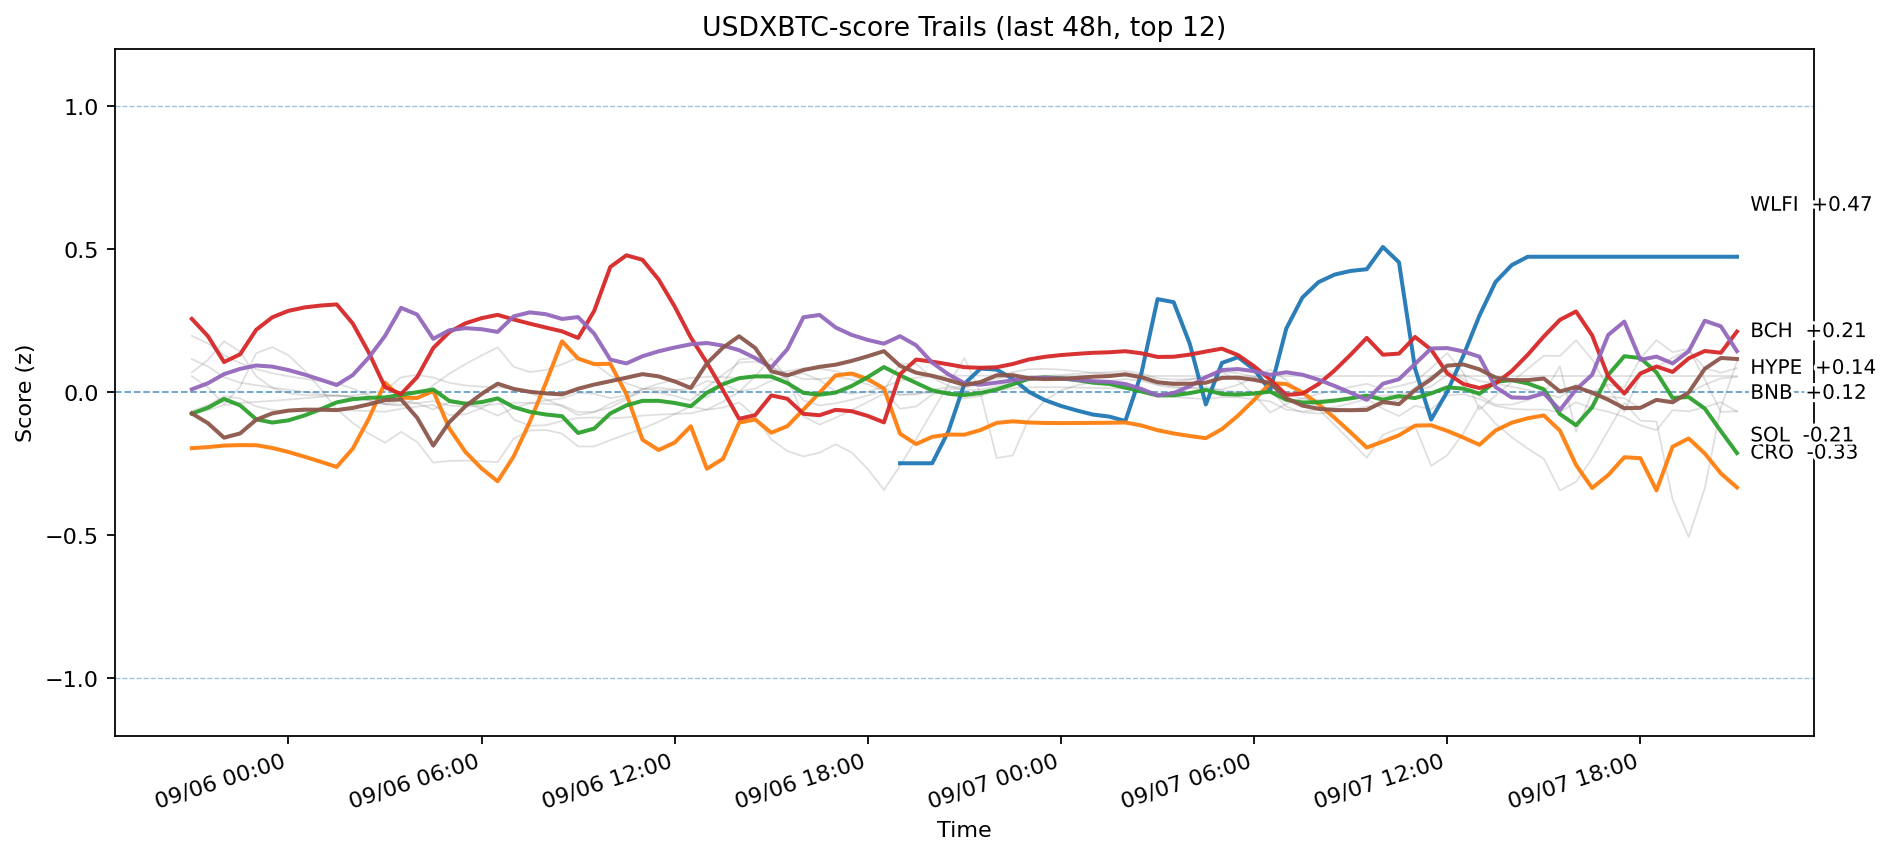 USDXBTC-score Trails (last 48h, top 12)
Score (z)
1.0
0.5
0.0
−0.5
−1.0
WLFI +0.47
BCH +0.21
HYPE +0.14
BNB +0.12
SOL -0.21
CRO -0.33
09/06 00:00
09/06 06:00
09/06 12:00
09/06 18:00
09/07 00:00
09/07 06:00
09/07 12:00
09/07 18:00
Time